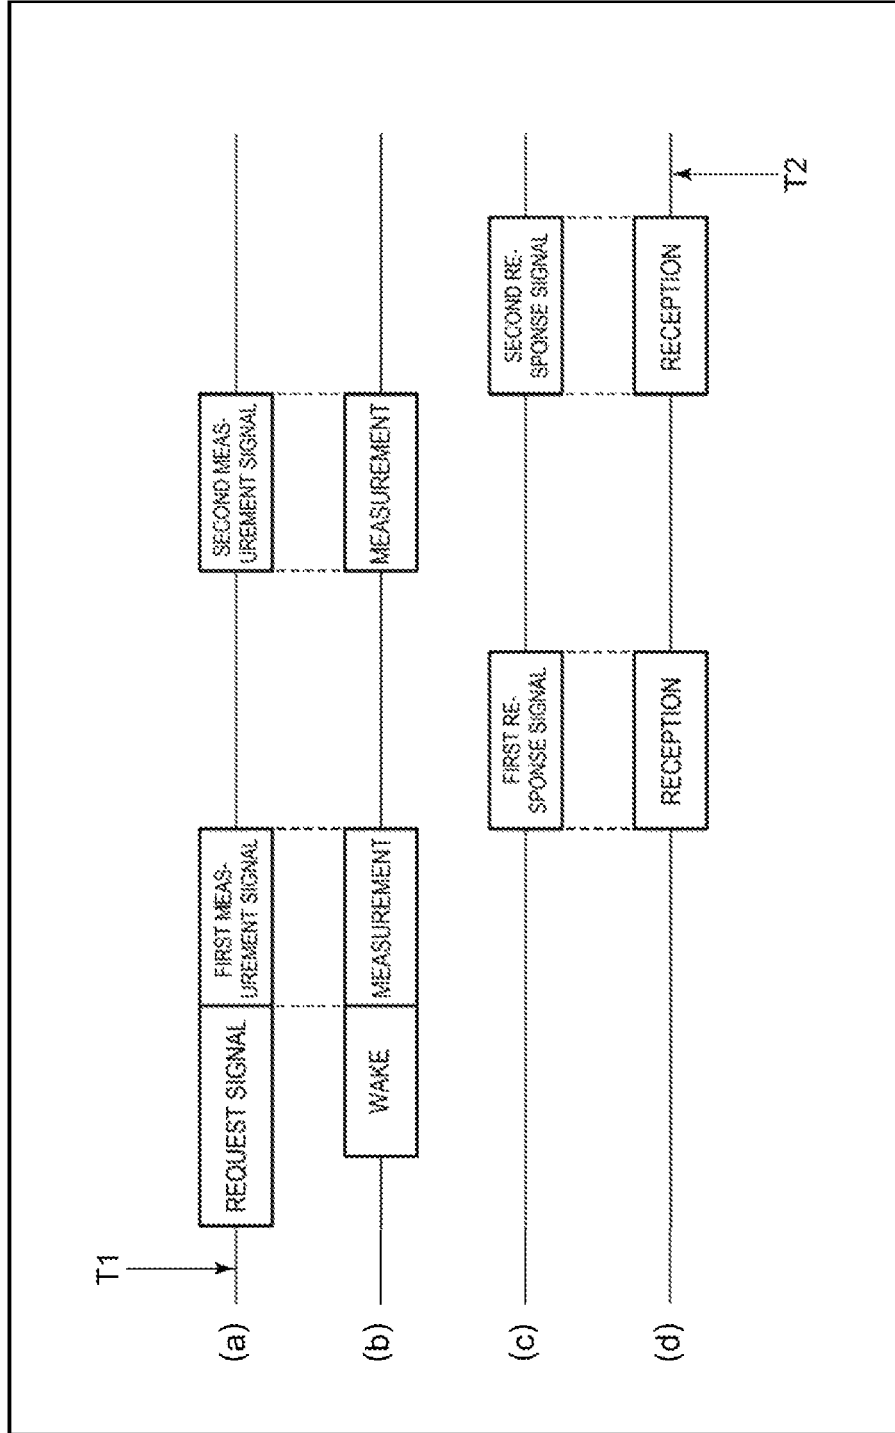 T1
(a)
REQUEST SIGNAL
FIRST MEAS-
UREMENT SIGNAL
SECOND MEAS-
UREMENT SIGNAL
(b)
WAKE
MEASUREMENT
MEASUREMENT
(c)
FIRST RE-
SPONSE SIGNAL
SECOND RE-
SPONSE SIGNAL
(d)
RECEPTION
RECEPTION
T2